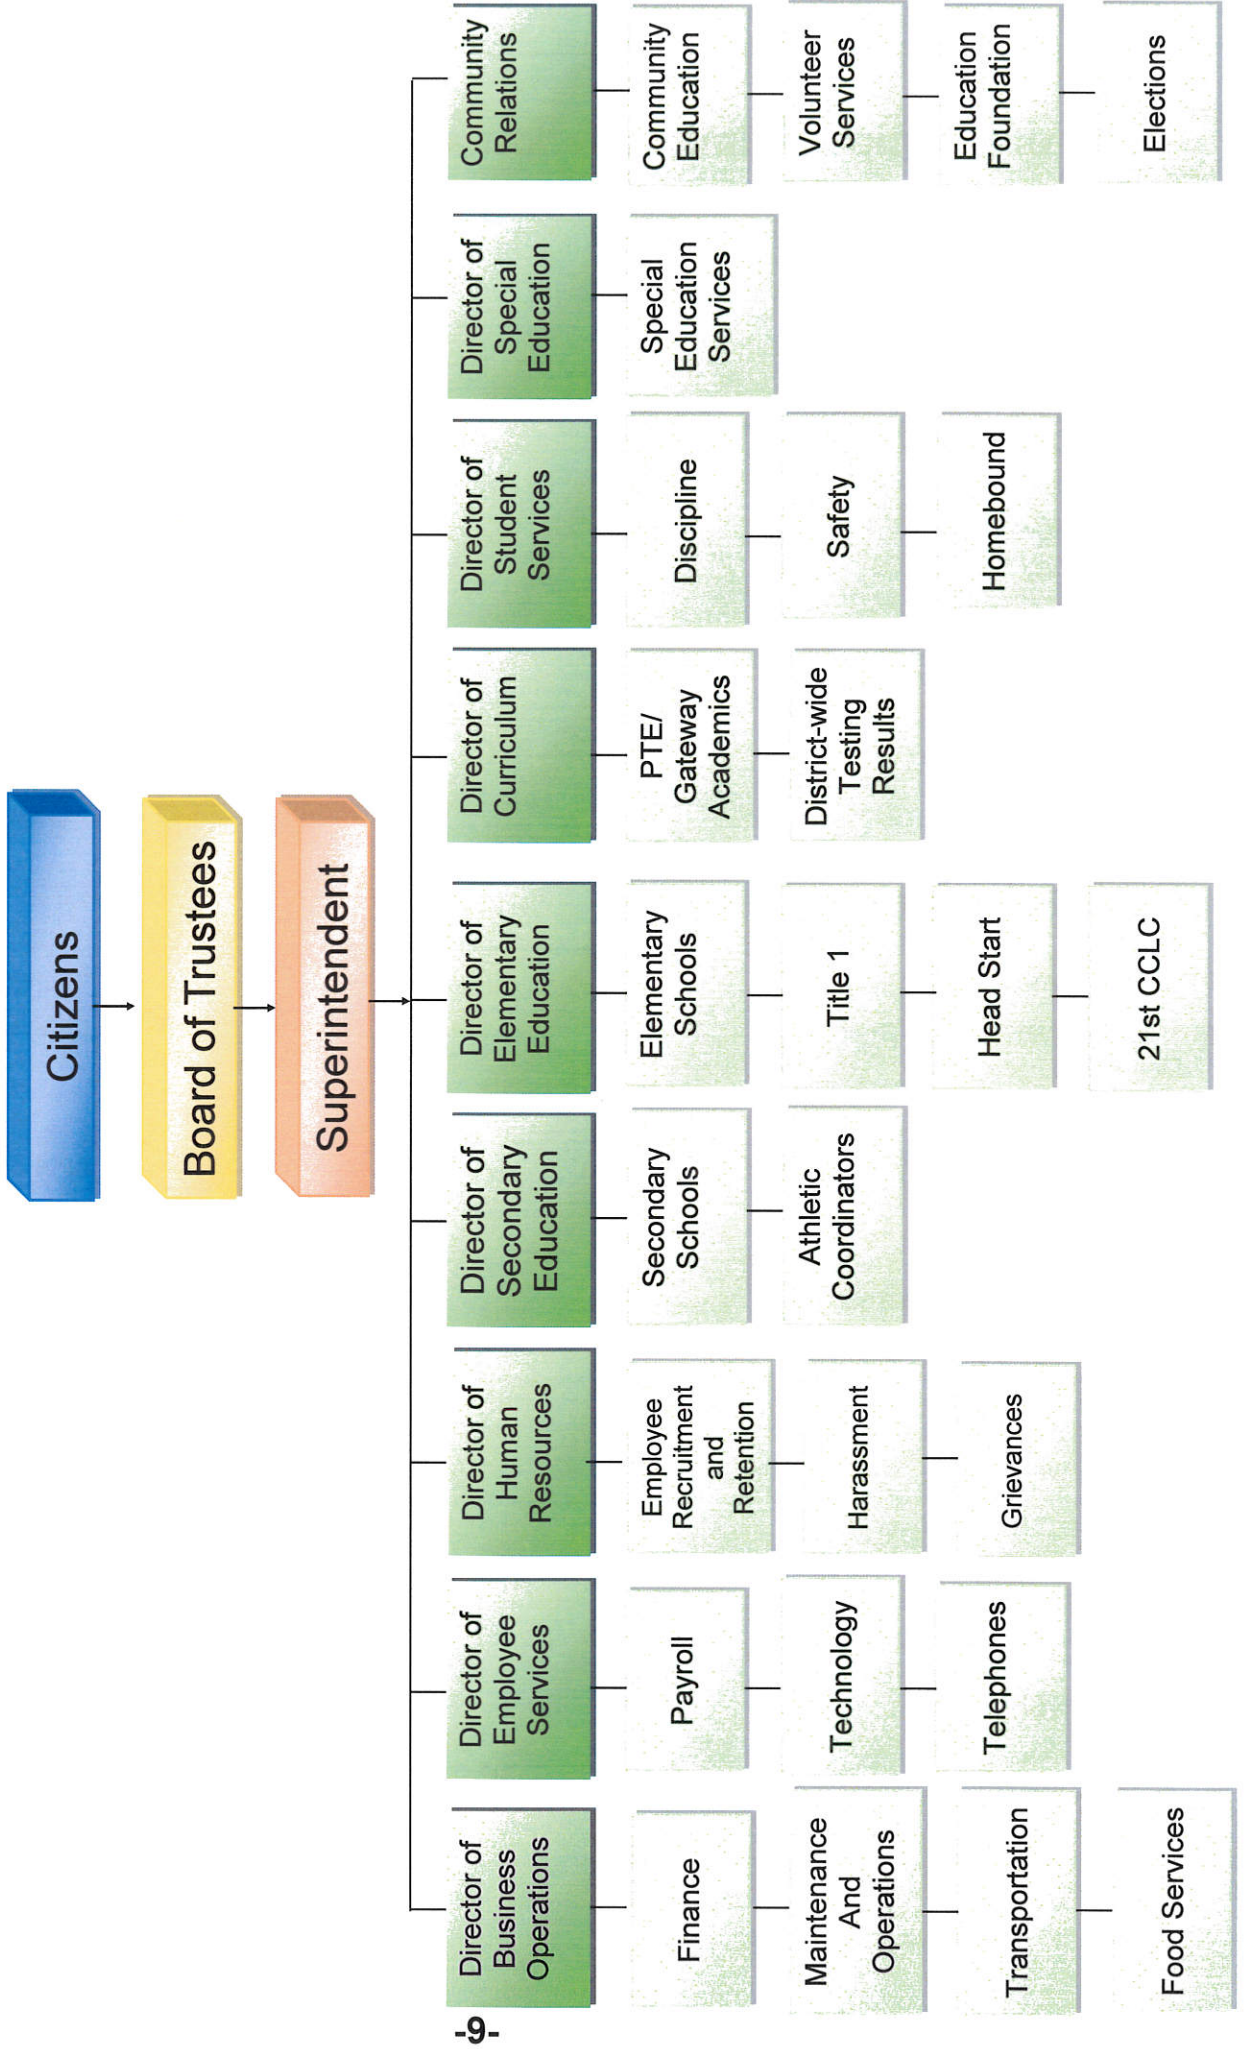 Citizens
Board of Trustees
Superintendent
Director of
Business
Operations
Finance
Maintenance
And
Operations
Transportation
Food Services
Director of
Employee
Services
Payroll
Technology
Telephones
Director of
Human
Resources
Employee
Recruitment
and
Retention
Harassment
Grievances
Director of
Secondary
Education
Secondary
Schools
Athletic
Coordinators
Director of
Elementary
Education
Elementary
Schools
Title 1
Head Start
21st CCLC
Director of
Curriculum
PTE/
Gateway
Academics
District-wide
Testing
Results
Director of
Student
Services
Discipline
Safety
Homebound
Director of
Special
Education
Special
Education
Services
Community
Relations
Community
Education
Volunteer
Services
Education
Foundation
Elections
-9-